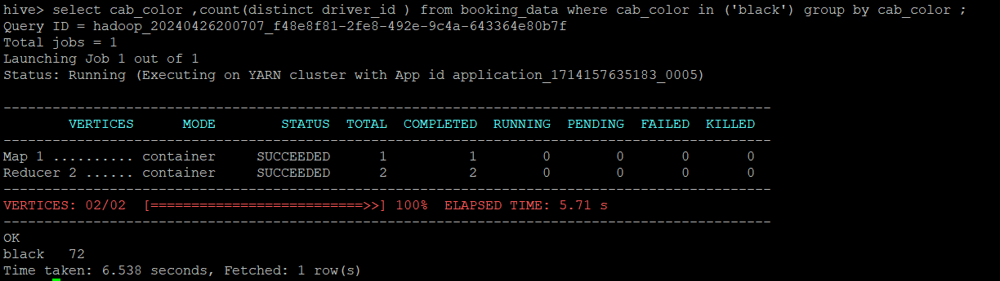 hive> select cab_color ,count(distinct driver_id ) from booking_data where cab_color in ('black') group by cab_color ;
Query ID = hadoop_20240426200707_f48e8f81-2fe8-492e-9c4a-643364e80b7f
Total jobs = 1
Launching Job 1 out of 1
Status: Running (Executing on YARN cluster with App id application_1714157635183_0005)
----------------------------------------------------------------------------------------------
VERTICES MODE STATUS TOTAL COMPLETED RUNNING PENDING FAILED KILLED
----------------------------------------------------------------------------------------------
Map 1 .......... container SUCCEEDED 1 1 0 0 0 0
Reducer 2 ...... container SUCCEEDED 2 2 0 0 0 0
----------------------------------------------------------------------------------------------
VERTICES: 02/02 [==========================>>] 100% ELAPSED TIME: 5.71 s
----------------------------------------------------------------------------------------------
OK
black 72
Time taken: 6.538 seconds, Fetched: 1 row(s)